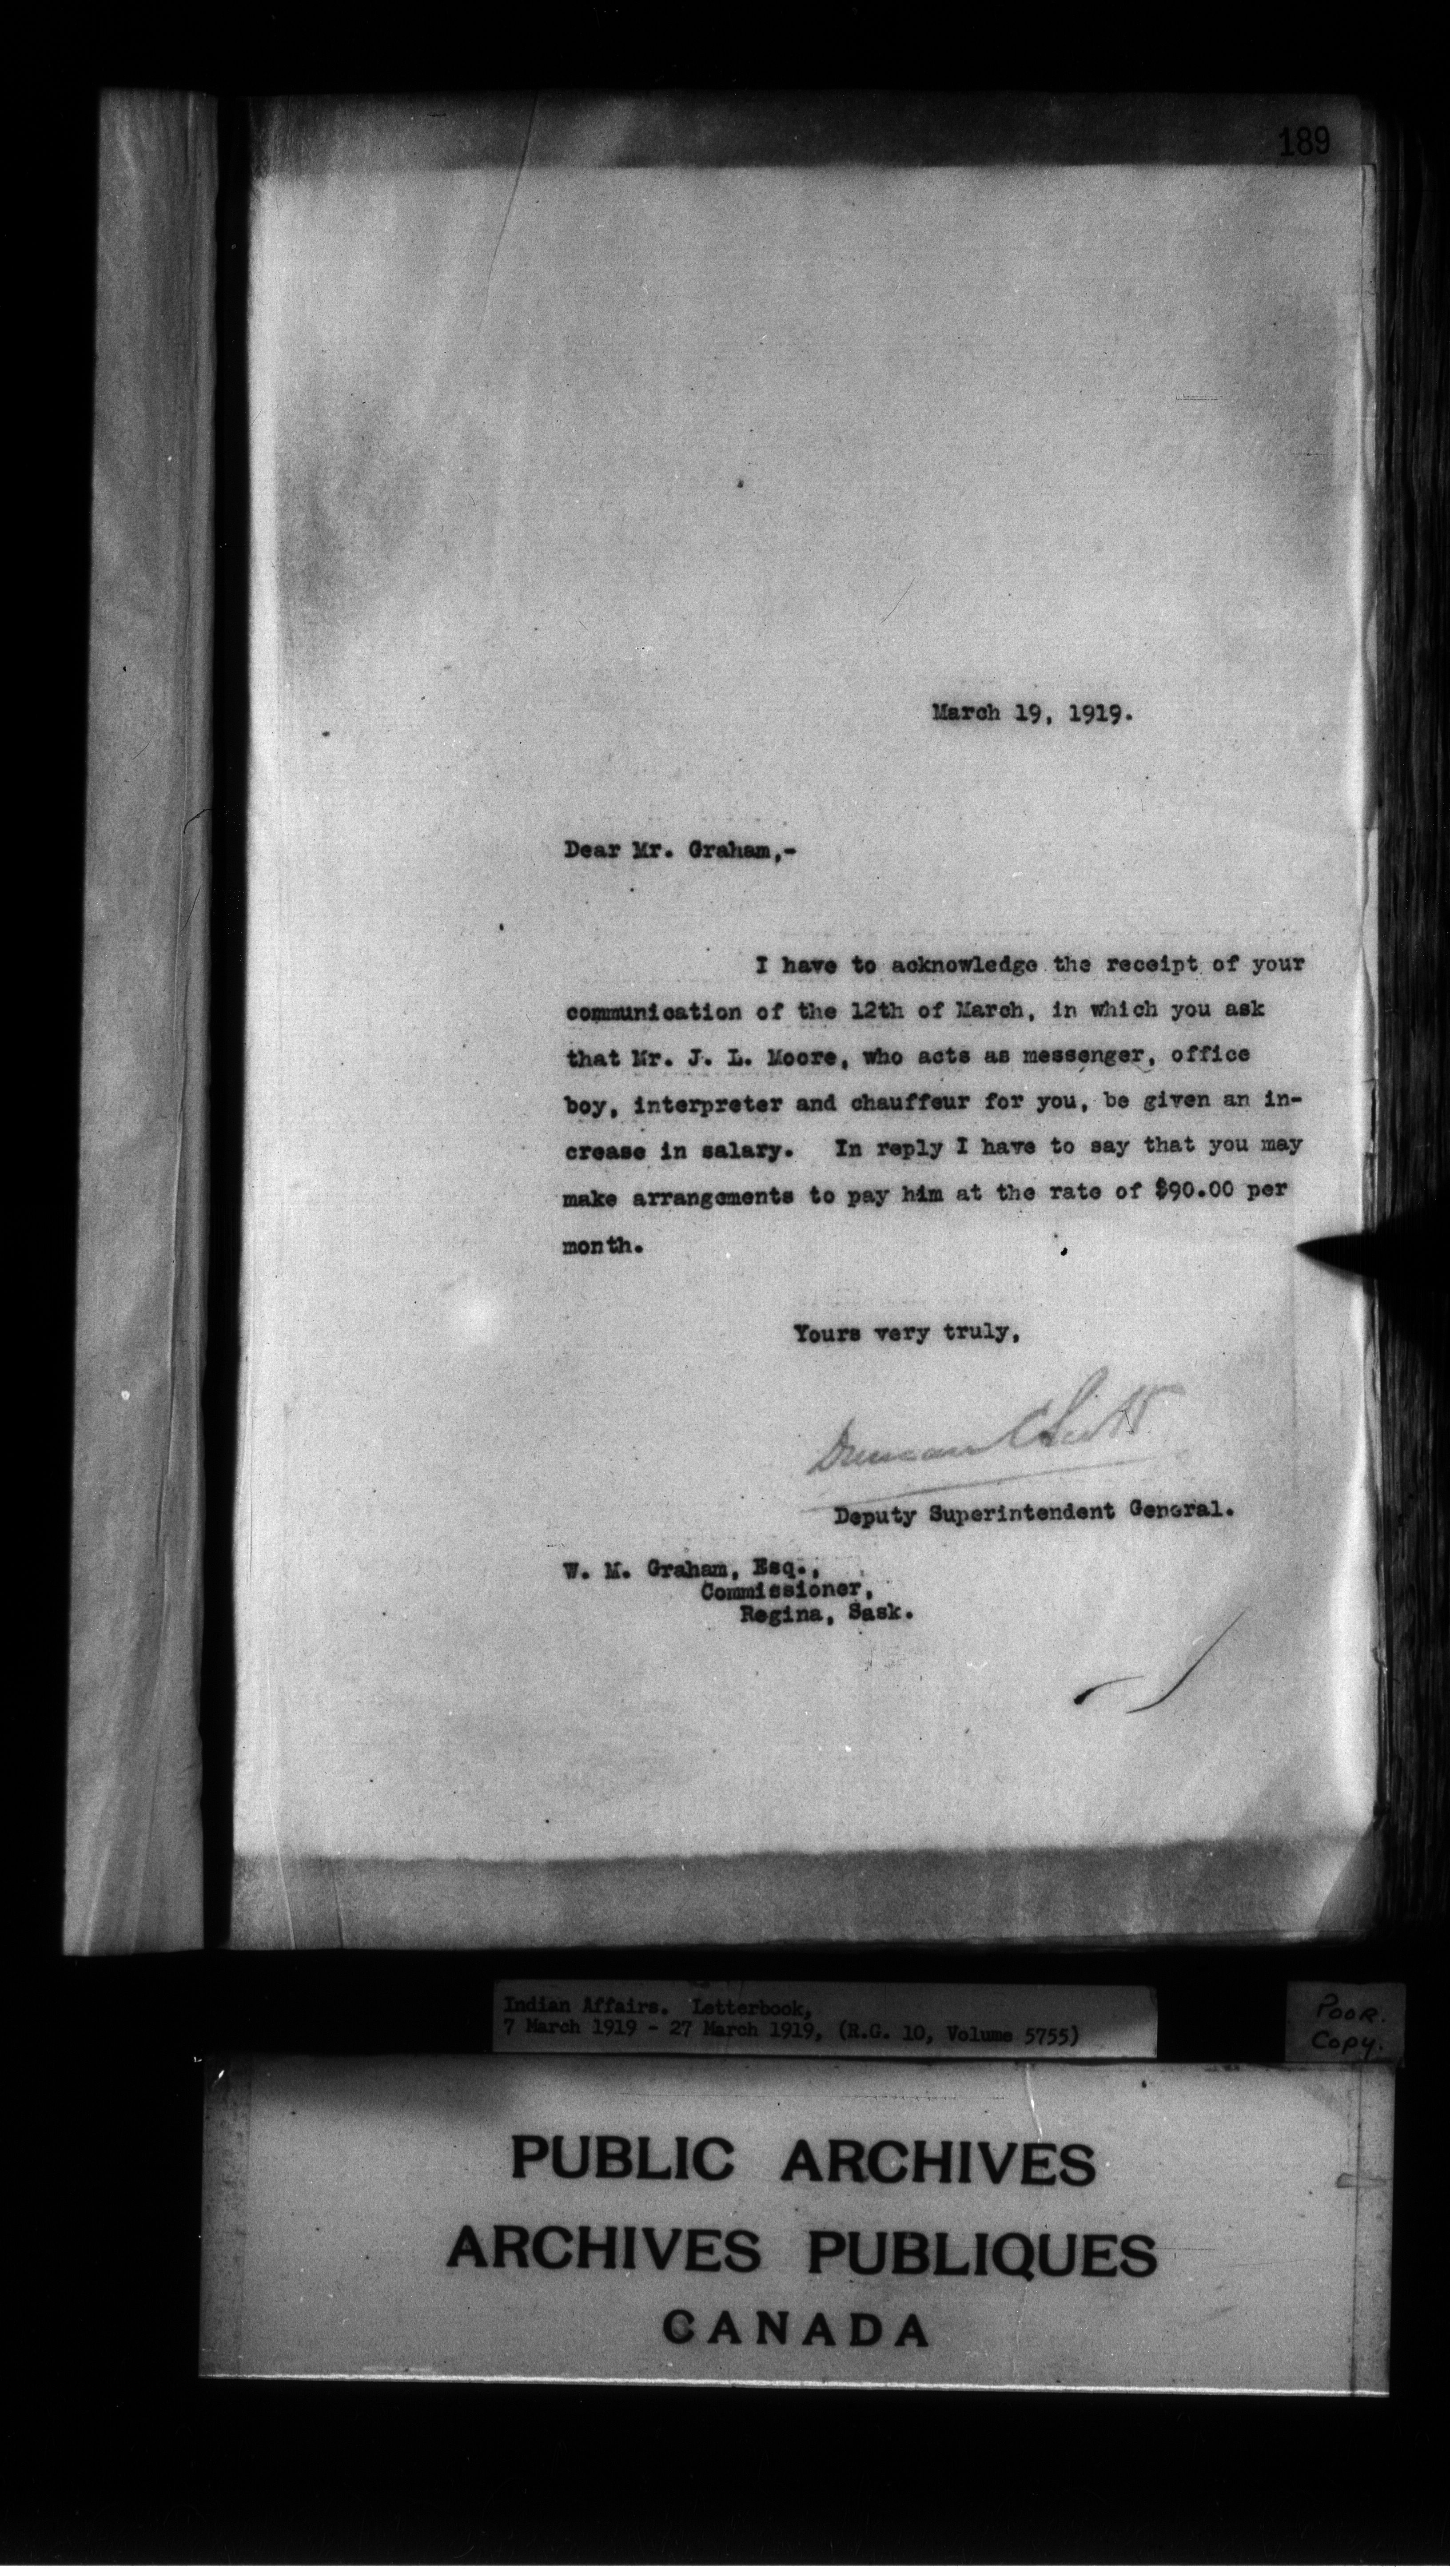 189
March 19, 1919.
Dear Mr. Graham,-
I have to acknowledge the receipt of your
communication of the 12th of March, in which you ask
that Mr. J. L. Moore, who acts as messenger, office
boy, interpreter and chauffeur for you, be given an in-
crease in salary. In reply I have to say that you may
make arrangements to pay him at the rate of $90.00 per
month.
Yours very truly,
Duncan C Scott
Deputy Superintendent General.
W. M. Graham, Esq.,
Commissioner,
Regina, Sask.
Indian Affairs. Letterbook,
7 March 1919 - 27 March 1919, (R.G. 10, Volume 5755)
Poor.
Copy.
PUBLIC ARCHIVES
ARCHIVES PUBLIQUES
CANADA